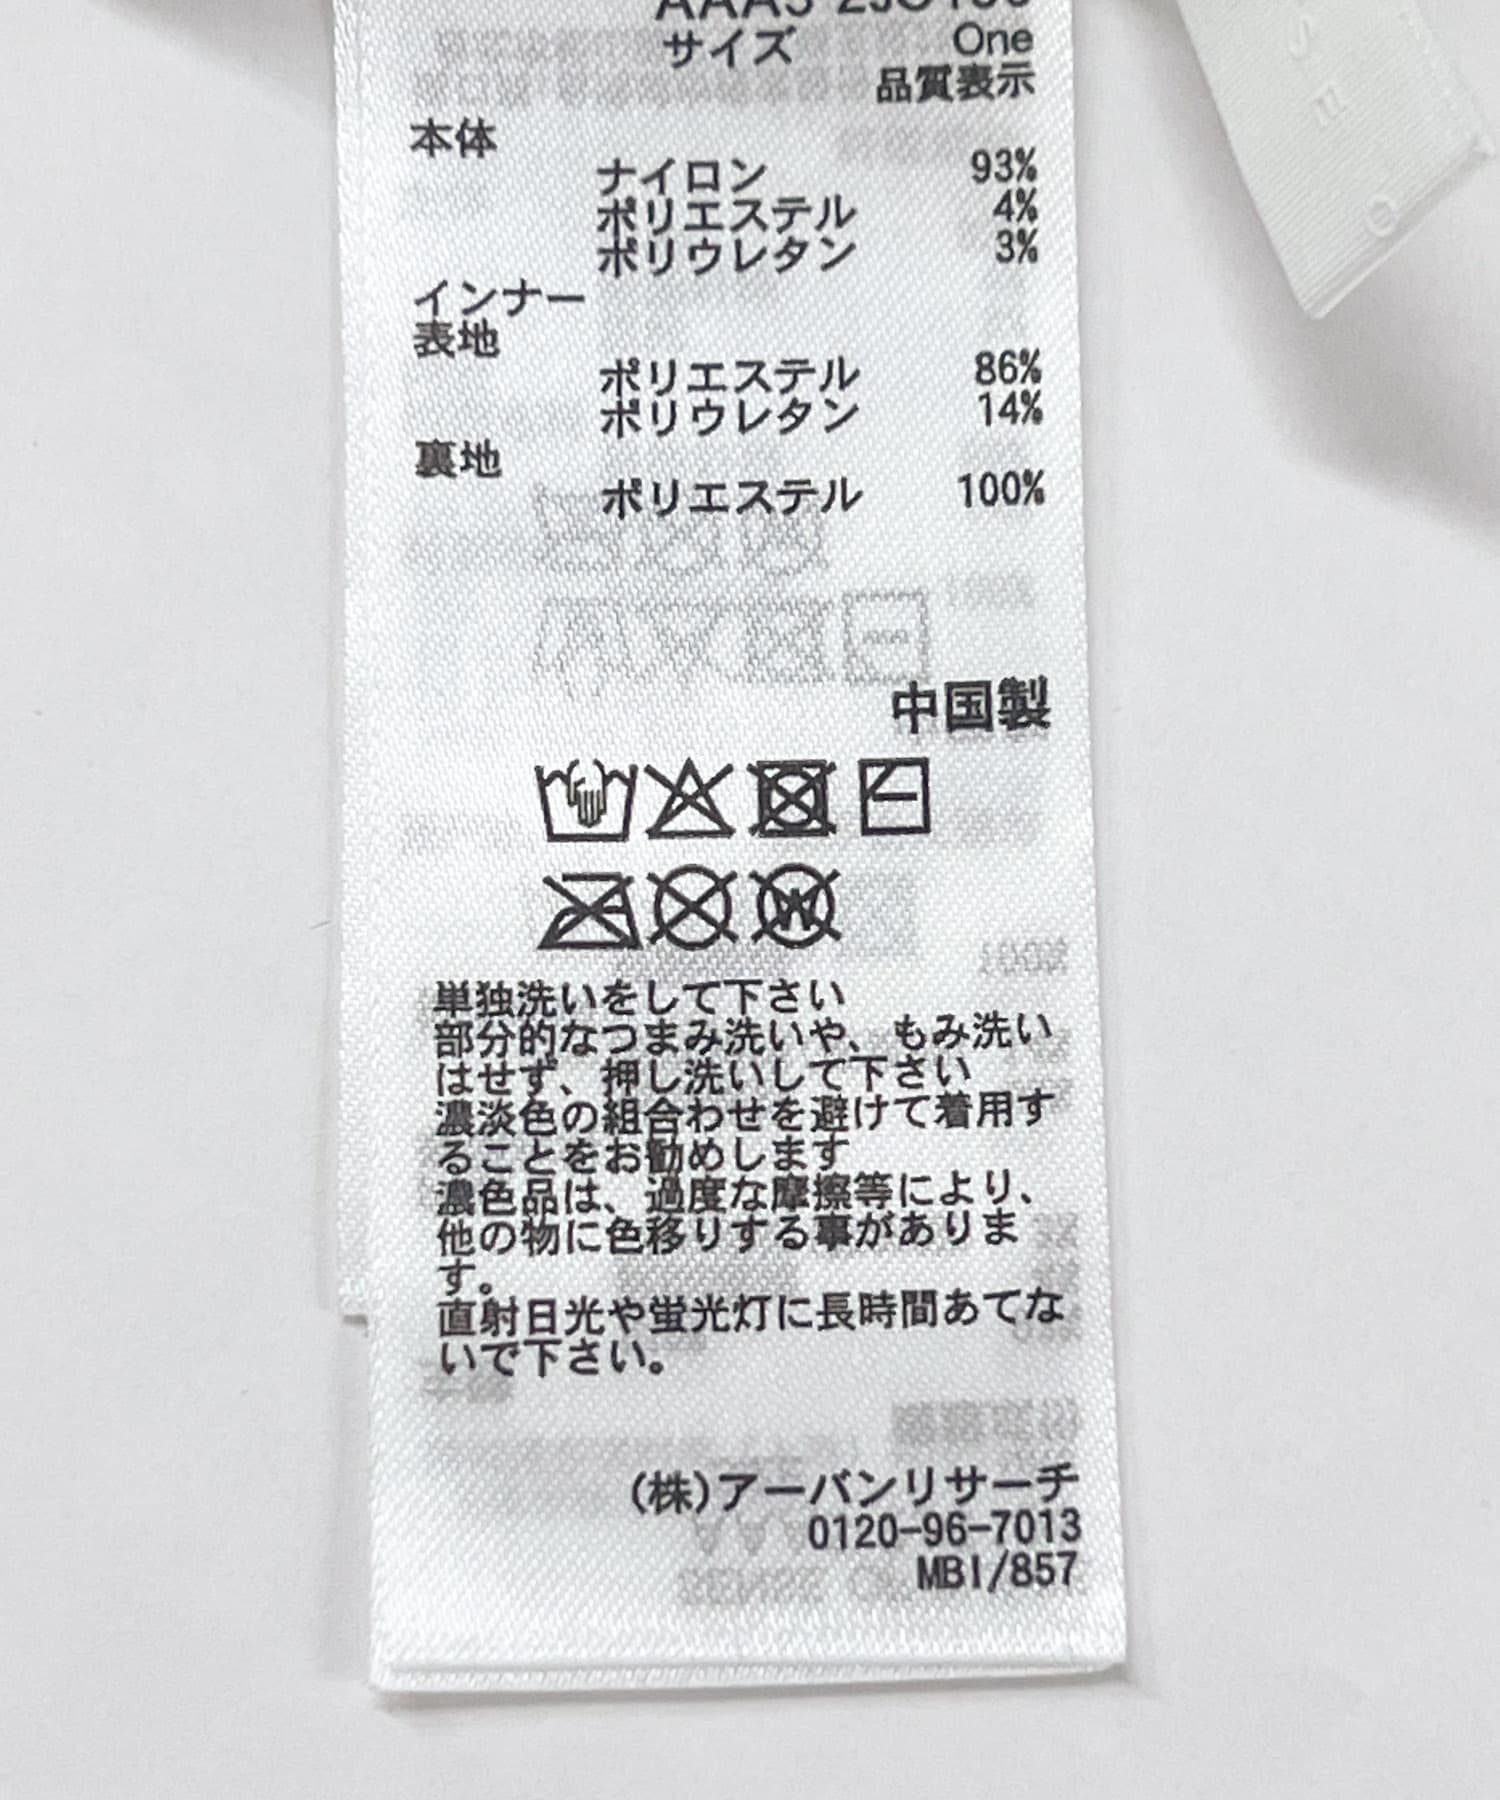 サイズ One
品質表示
本体
ナイロン 93%
ポリエステル 4%
ポリウレタン 3%
インナー
表地
ポリエステル 86%
ポリウレタン 14%
裏地
ポリエステル 100%
中国製
単独洗いをして下さい
部分的なつまみ洗いや、もみ洗い
はせず、押し洗いして下さい
濃淡色の組合わせを避けて着用す
ることをお勧めします
濃色品は、過度な摩擦等により、
他の物に色移りする事がありま
す。
直射日光や蛍光灯に長時間あてな
いで下さい。
(株)アーバンリサーチ
0120-96-7013
MBI/857